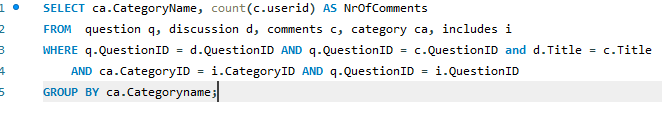 1 SELECT ca.CategoryName, count(c.userid) AS NrOfComments
2 FROM question q, discussion d, comments c, category ca, includes i
3 WHERE q.QuestionID = d.QuestionID AND q.QuestionID = c.QuestionID and d.Title = c.Title
4 AND ca.CategoryID = i.CategoryID AND q.QuestionID = i.QuestionID
5 GROUP BY ca.Categoryname;